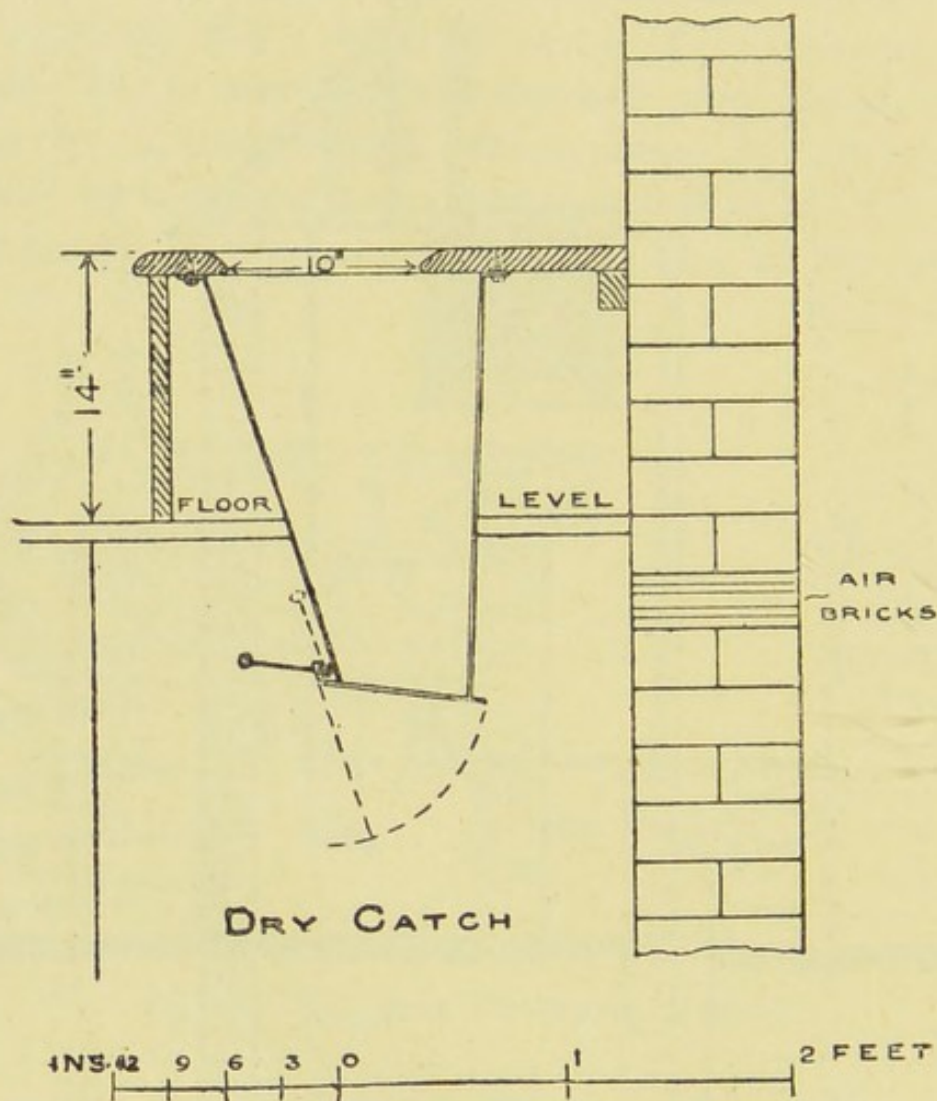 10"
14"
FLOOR LEVEL
AIR
BRICKS
DRY CATCH
INS. 12 9 6 3 0 1 2 FEET